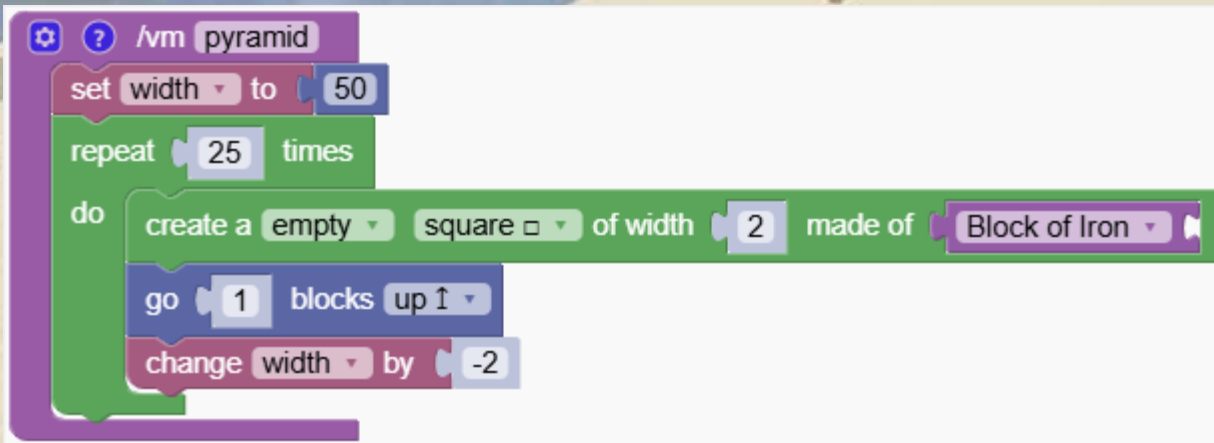 ? /vm pyramid
set width to 50
repeat 25 times
do create a empty square □ of width 2 made of Block of Iron
go 1 blocks up ↥
change width by -2